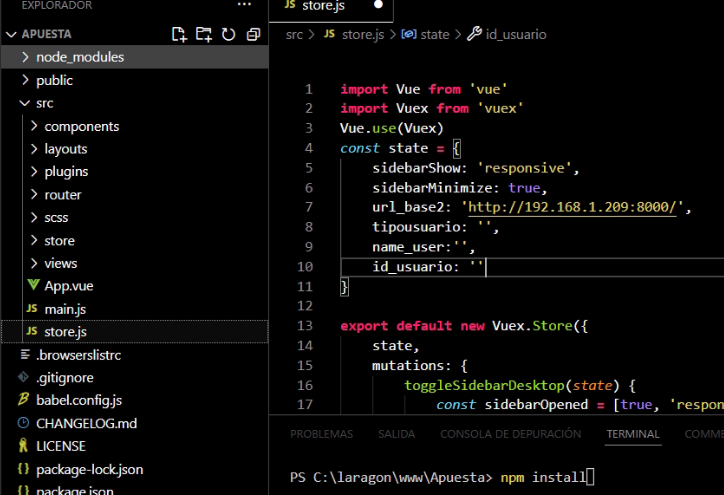 EXPLORADOR ···
APUESTA
node_modules
public
src
components
layouts
plugins
router
scss
store
views
App.vue
JS main.js
JS store.js
.browserslistrc
.gitignore
babel.config.js
CHANGELOG.md
LICENSE
{} package-lock.json
{} package.json
JS store.js ●
src > JS store.js > state > id_usuario
1 import Vue from 'vue'
2 import Vuex from 'vuex'
3 Vue.use(Vuex)
4 const state = {
5 sidebarShow: 'responsive',
6 sidebarMinimize: true,
7 url_base2: 'http://192.168.1.209:8000/',
8 tipousuario: '',
9 name_user:'',
10 id_usuario: ''
11 }
12
13 export default new Vuex.Store({
14 state,
15 mutations: {
16 toggleSidebarDesktop(state) {
17 const sidebarOpened = [true, 'respon
PROBLEMAS SALIDA CONSOLA DE DEPURACIÓN TERMINAL COMME
PS C:\laragon\www\Apuesta> npm install